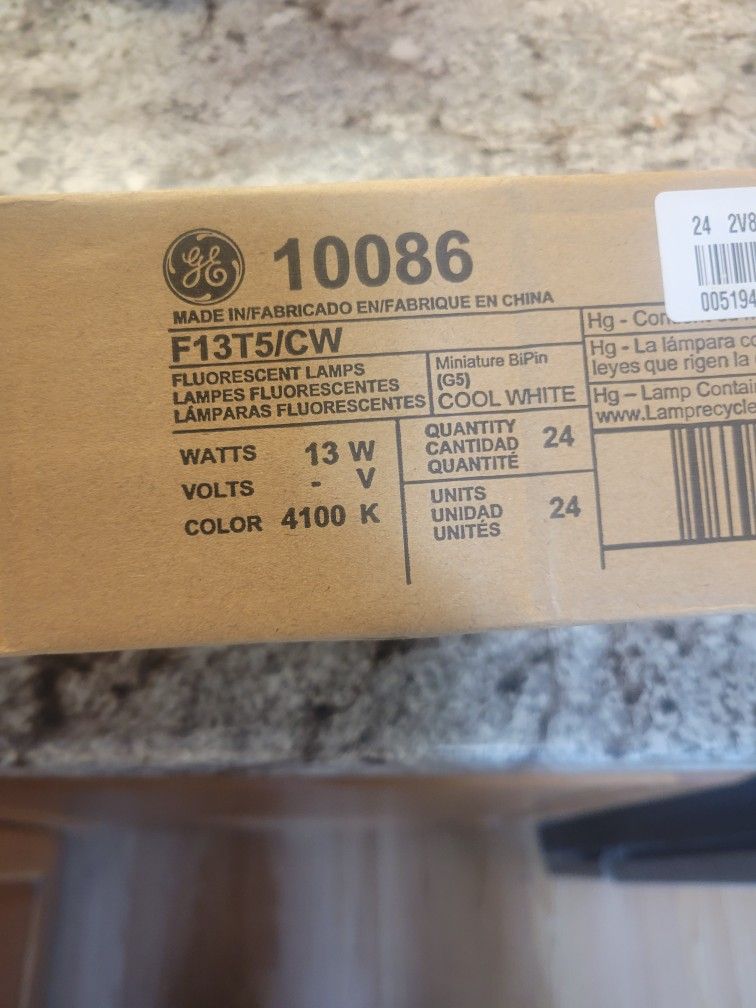 GE 10086
24 2V8
005194
MADE IN/FABRICADO EN/FABRIQUE EN CHINA
F13T5/CW
FLUORESCENT LAMPS
LAMPES FLUORESCENTES
LÁMPARAS FLUORESCENTES
Miniature BiPin
(G5)
COOL WHITE
Hg -
Hg - La lámpara
leyes que rigen la
Hg – Lamp
www.Lamprecycle
WATTS 13 W
VOLTS - V
COLOR 4100 K
QUANTITY
CANTIDAD 24
QUANTITÉ
UNITS
UNIDAD 24
UNITÉS